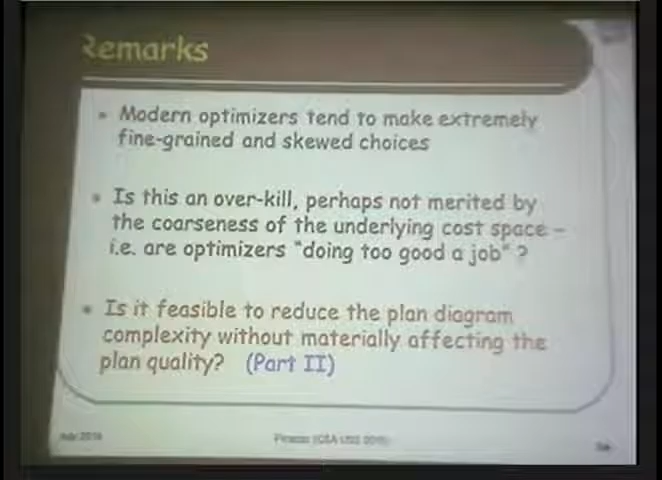 Remarks
Modern optimizers tend to make extremely
fine-grained and skewed choices
Is this an over-kill, perhaps not merited by
the coarseness of the underlying cost space –
i.e. are optimizers "doing too good a job" ?
Is it feasible to reduce the plan diagram
complexity without materially affecting the
plan quality? (Part II)